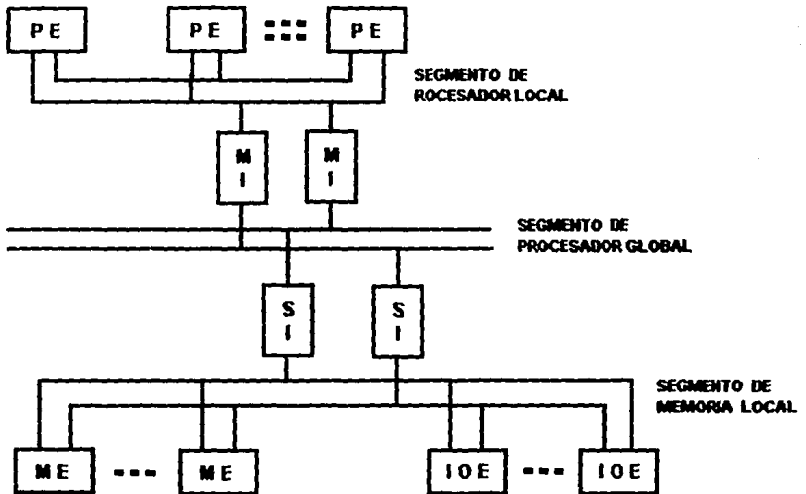 PE PE PE
SEGMENTO DE
ROCESADOR LOCAL
M M
I I
SEGMENTO DE
PROCESADOR GLOBAL
S S
I I
SEGMENTO DE
MEMORIA LOCAL
ME ME IOE IOE